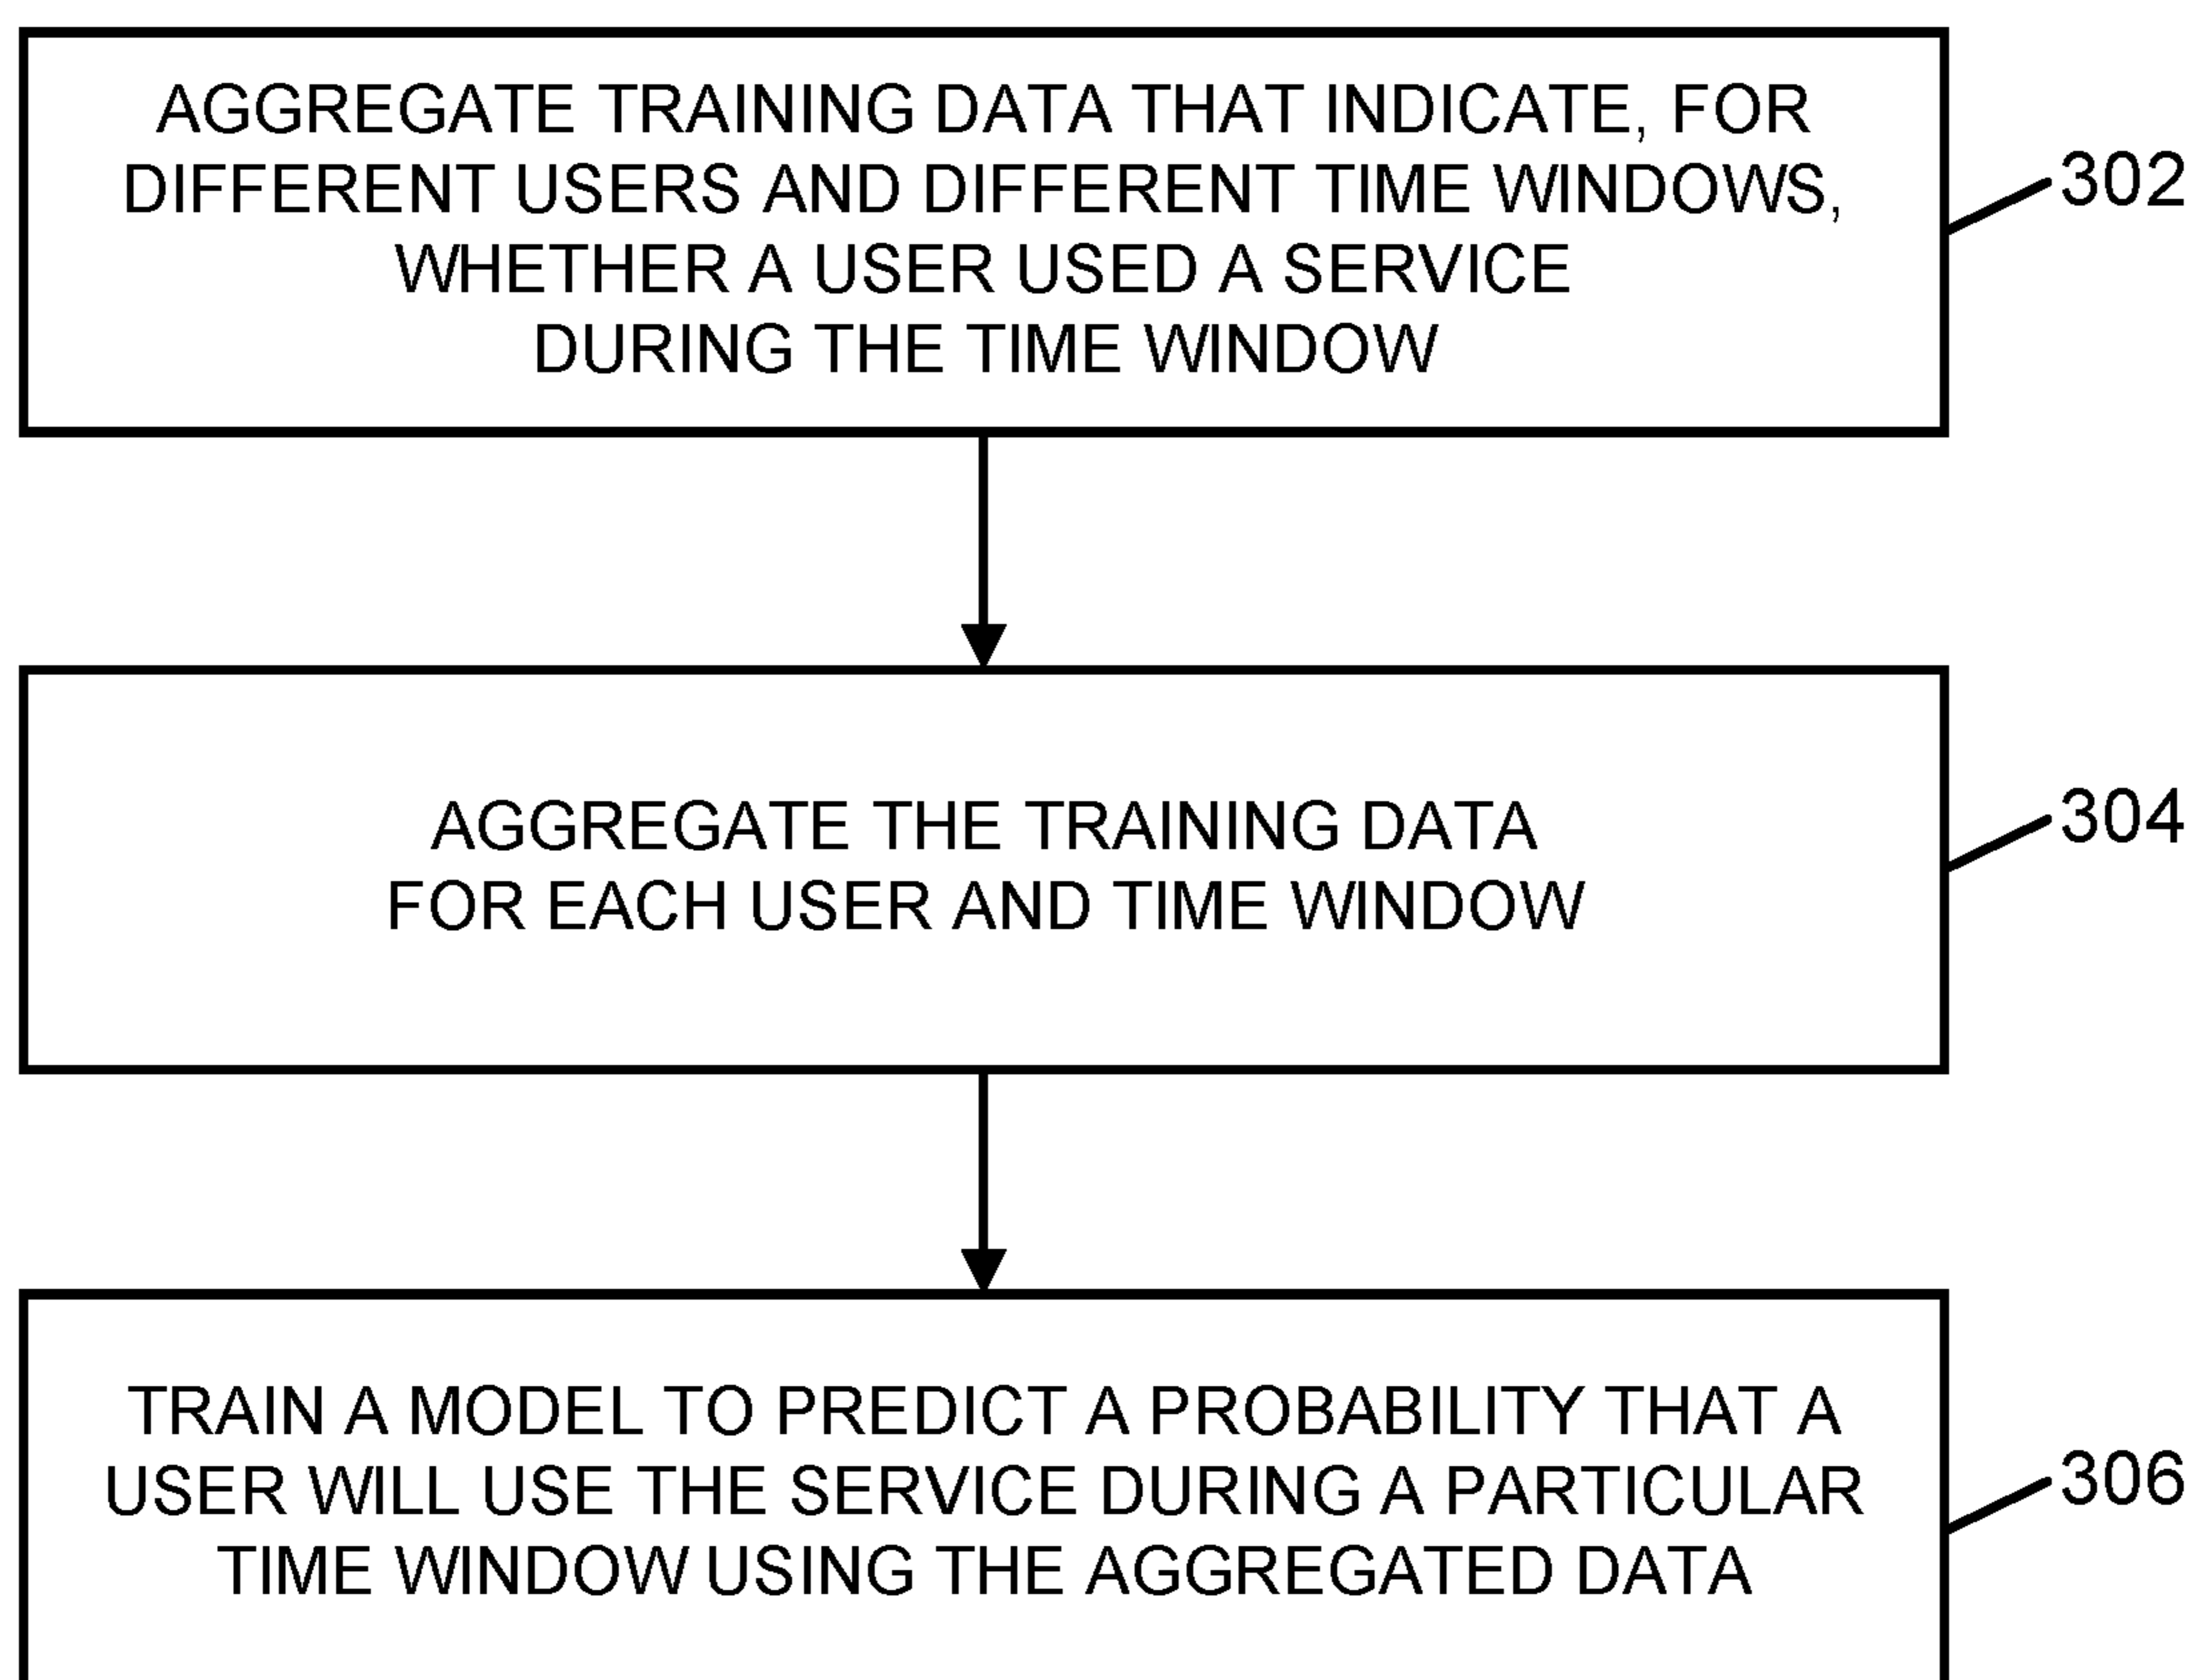 AGGREGATE TRAINING DATA THAT INDICATE, FOR
DIFFERENT USERS AND DIFFERENT TIME WINDOWS,
WHETHER A USER USED A SERVICE
DURING THE TIME WINDOW
302
AGGREGATE THE TRAINING DATA
FOR EACH USER AND TIME WINDOW
304
TRAIN A MODEL TO PREDICT A PROBABILITY THAT A
USER WILL USE THE SERVICE DURING A PARTICULAR
TIME WINDOW USING THE AGGREGATED DATA
306